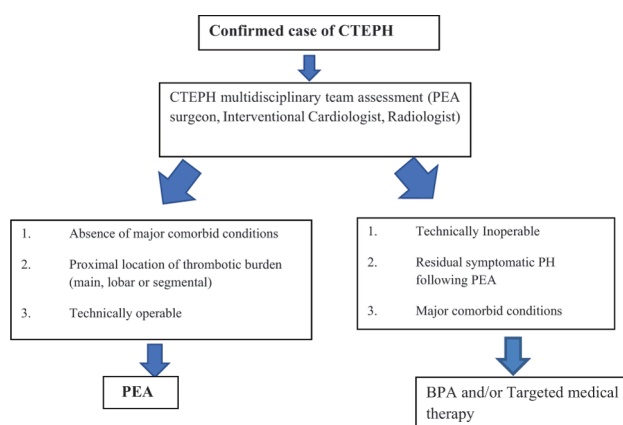 Confirmed case of CTEPH
CTEPH multidisciplinary team assessment (PEA
surgeon, Interventional Cardiologist, Radiologist)
1. Absence of major comorbid conditions
2. Proximal location of thrombotic burden
(main, lobar or segmental)
3. Technically operable
1. Technically Inoperable
2. Residual symptomatic PH
following PEA
3. Major comorbid conditions
PEA
BPA and/or Targeted medical
therapy